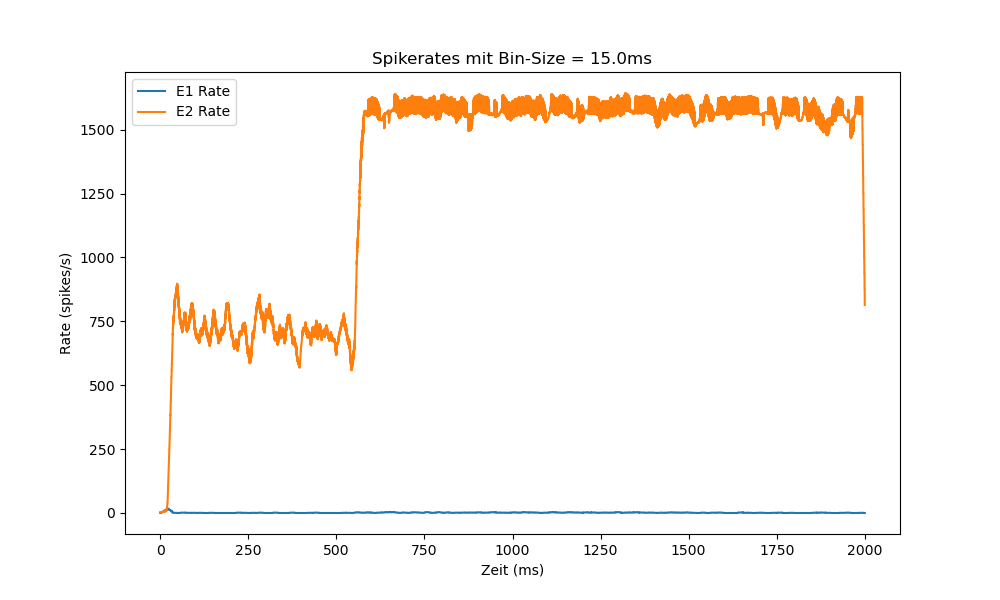 Spikerates mit Bin-Size = 15.0ms
E1 Rate
E2 Rate
Rate (spikes/s)
1500
1250
1000
750
500
250
0
0 250 500 750 1000 1250 1500 1750 2000
Zeit (ms)